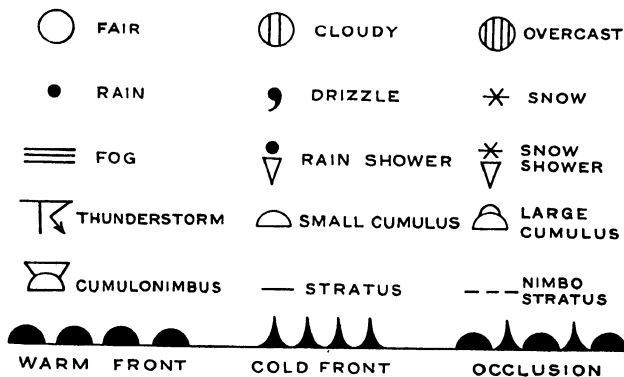 FAIR
CLOUDY
OVERCAST
RAIN
DRIZZLE
SNOW
FOG
RAIN SHOWER
SNOW
SHOWER
THUNDERSTORM
SMALL CUMULUS
LARGE
CUMULUS
CUMULONIMBUS
STRATUS
NIMBO
STRATUS
WARM FRONT
COLD FRONT
OCCLUSION